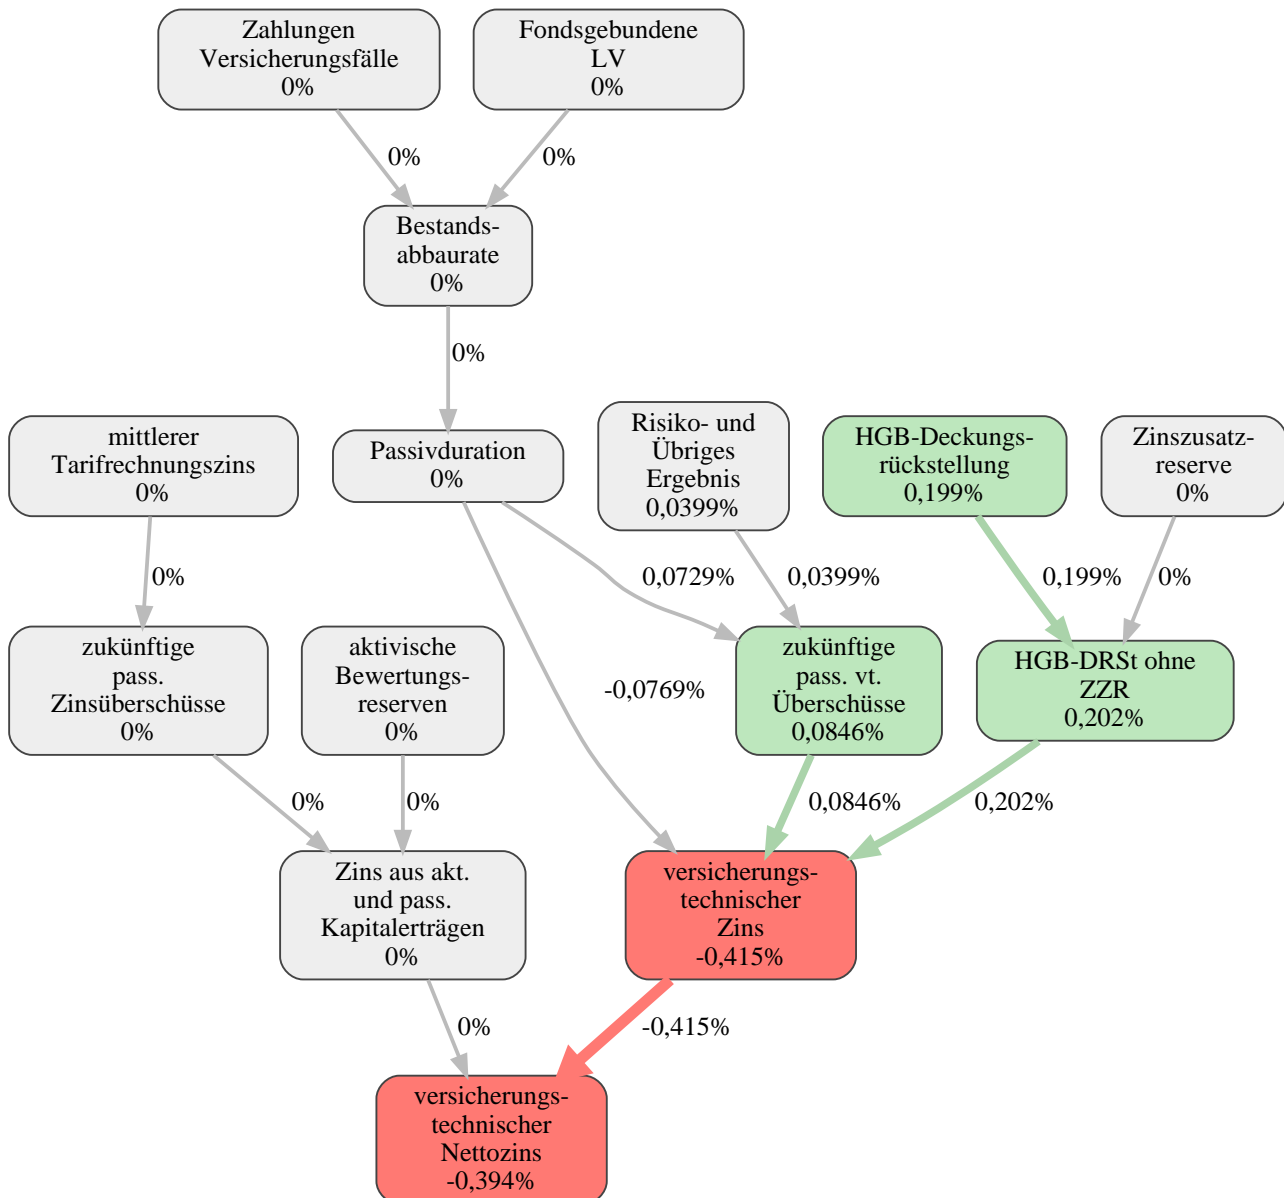 Zahlungen
Versicherungsfälle
0%
Fondsgebundene
LV
0%
0%
0%
Bestands-
abbaurate
0%
0%
mittlerer
Tarifrechnungszins
0%
Passivduration
0%
Risiko- und
Übriges
Ergebnis
0,0399%
HGB-Deckungs-
rückstellung
0,199%
Zinszusatz-
reserve
0%
0%
0,0729%
0,0399%
0,199%
0%
zukünftige
pass.
Zinsüberschüsse
0%
aktivische
Bewertungs-
reserven
0%
-0,0769%
zukünftige
pass. vt.
Überschüsse
0,0846%
HGB-DRSt ohne
ZZR
0,202%
0%
0%
0,0846%
0,202%
Zins aus akt.
und pass.
Kapitalerträgen
0%
versicherungs-
technischer
Zins
-0,415%
0%
-0,415%
versicherungs-
technischer
Nettozins
-0,394%